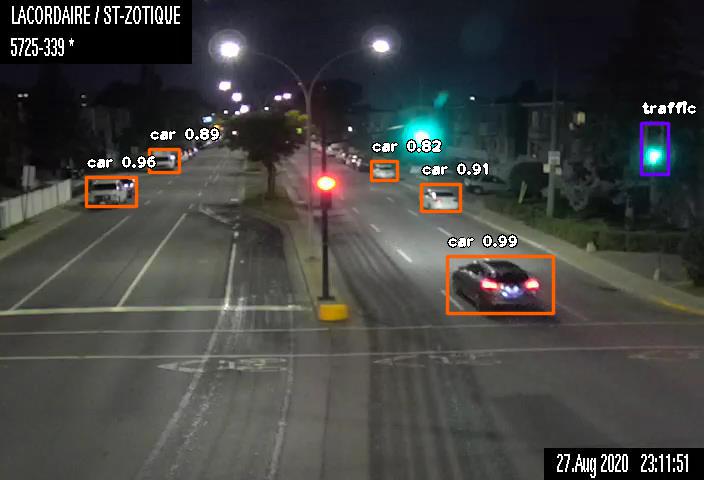 LACORDAIRE / ST-ZOTIQUE
5725-339 *
traffic
car 0.89
car 0.82
car 0.96
car 0.91
car 0.99
27.Aug 2020 23:11:51